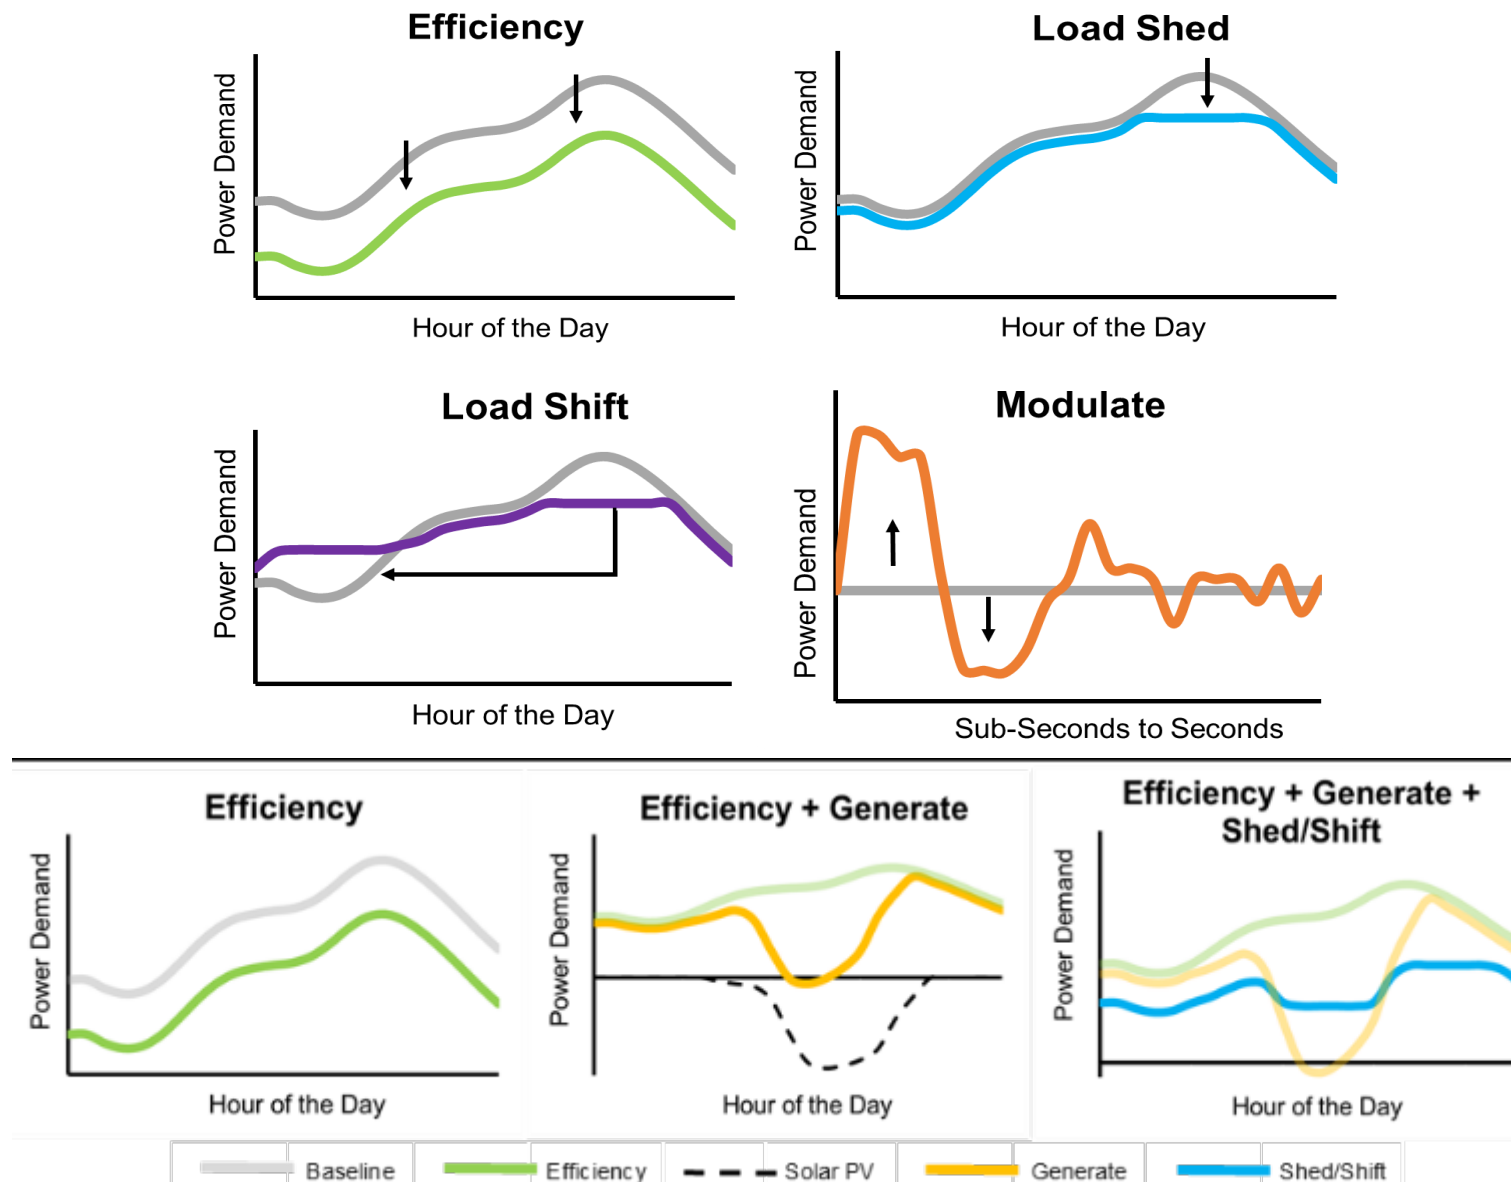 Efficiency
Power Demand
Hour of the Day
Load Shed
Power Demand
Hour of the Day
Load Shift
Power Demand
Hour of the Day
Modulate
Power Demand
Sub-Seconds to Seconds
Efficiency
Power Demand
Hour of the Day
Efficiency + Generate
Power Demand
Hour of the Day
Efficiency + Generate +
Shed/Shift
Power Demand
Hour of the Day
Baseline
Efficiency
Solar PV
Generate
Shed/Shift